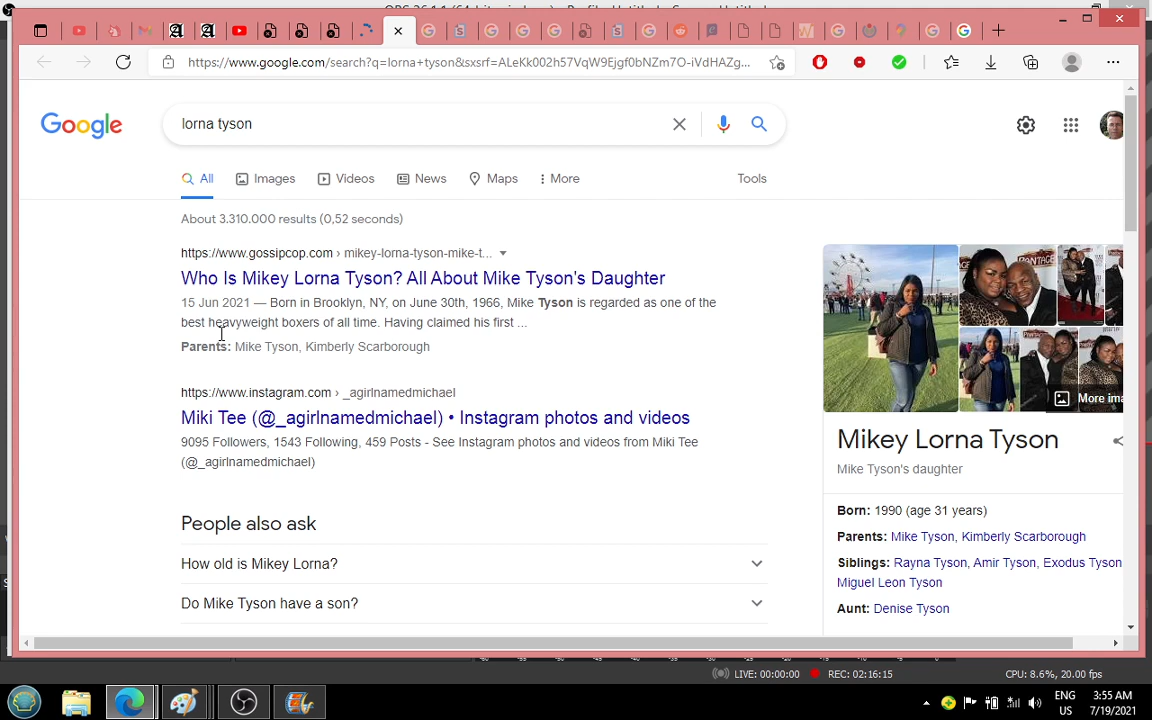 https://www.google.com/search?q=lorna+tyson&sxsrf=ALeKk002h57VqW9Ejgf0bNZm7O-iVdHAZg...
Google
lorna tyson
All
Images
Videos
News
Maps
More
Tools
About 3.310.000 results (0,52 seconds)
https://www.gossipcop.com › mikey-lorna-tyson-mike-t...
Who Is Mikey Lorna Tyson? All About Mike Tyson's Daughter
15 Jun 2021 — Born in Brooklyn, NY, on June 30th, 1966, Mike Tyson is regarded as one of the
best heavyweight boxers of all time. Having claimed his first ...
Parents: Mike Tyson, Kimberly Scarborough
https://www.instagram.com › _agirlnamedmichael
Miki Tee (@_agirlnamedmichael) • Instagram photos and videos
9095 Followers, 1543 Following, 459 Posts - See Instagram photos and videos from Miki Tee
(@_agirlnamedmichael)
People also ask
How old is Mikey Lorna?
Do Mike Tyson have a son?
More ima
Mikey Lorna Tyson
Mike Tyson's daughter
Born: 1990 (age 31 years)
Parents: Mike Tyson, Kimberly Scarborough
Siblings: Rayna Tyson, Amir Tyson, Exodus Tyson
Miguel Leon Tyson
Aunt: Denise Tyson
LIVE: 00:00:00
REC: 02:16:15
CPU: 8.6%, 20.00 fps
ENG
US
3:55 AM
7/19/2021